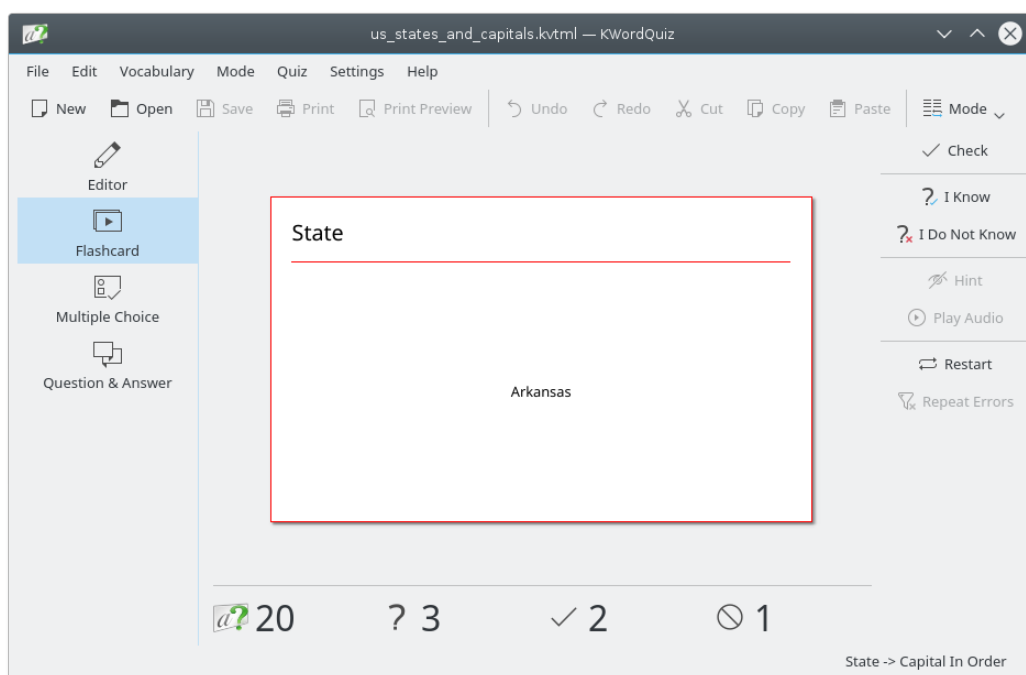 us_states_and_capitals.kvtml — KWordQuiz
File Edit Vocabulary Mode Quiz Settings Help
New Open Save Print Print Preview Undo Redo Cut Copy Paste Mode
Editor
Flashcard
Multiple Choice
Question & Answer
State
Arkansas
Check
I Know
I Do Not Know
Hint
Play Audio
Restart
Repeat Errors
a? 20 ? 3 2 1
State -> Capital In Order